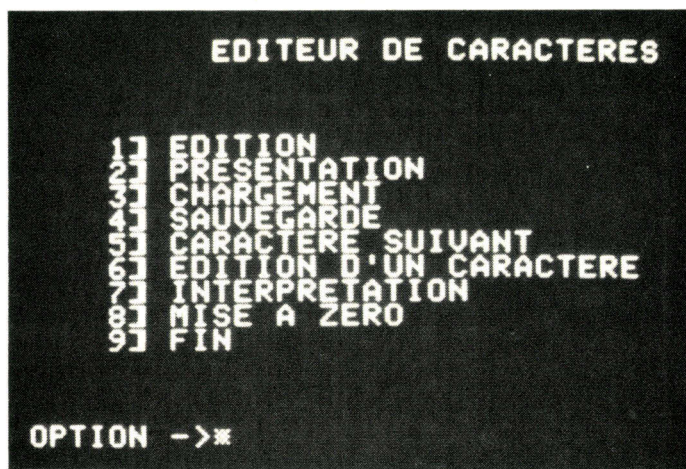 EDITEUR DE CARACTERES
1] EDITION
2] PRESENTATION
3] CHARGEMENT
4] SAUVEGARDE
5] CARACTERE SUIVANT
6] EDITION D'UN CARACTERE
7] INTERPRETATION
8] MISE A ZERO
9] FIN
OPTION ->*